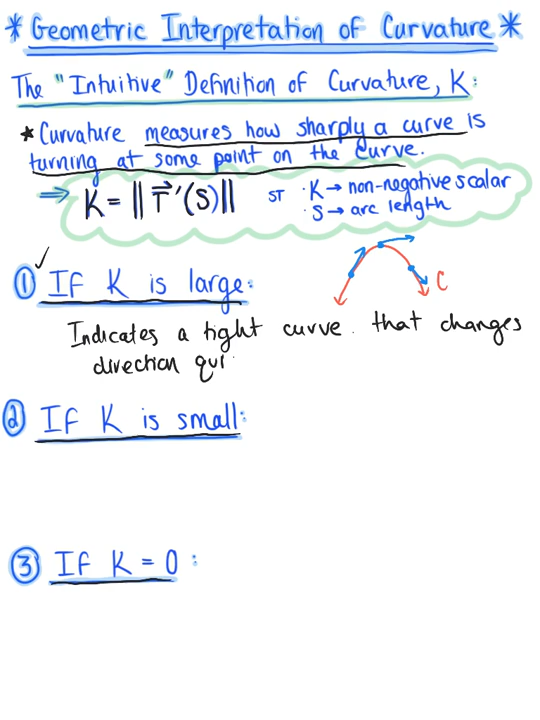 *Geometric Interpretation of Curvature*
The "Intuitive" Definition of Curvature, K:
*Curvature measures how sharply a curve is
turning at some point on the curve.
⇒ K = ‖T⃗'(S)‖ ST · K → non-negative scalar
· S → arc length
① If K is large:
C
Indicates a tight curve. that changes
direction qui
② If K is small:
③ If K = 0 :